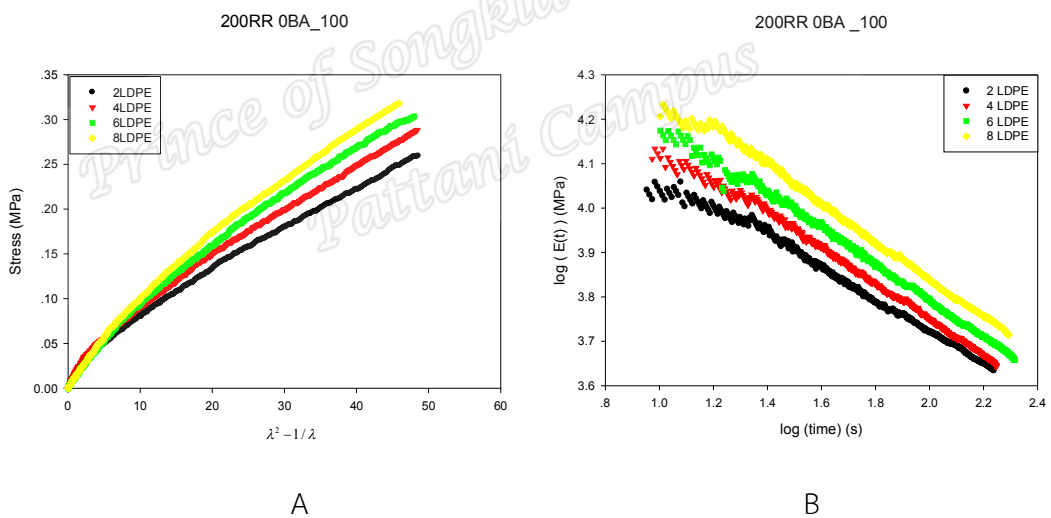 200RR 0BA_100
.35
.30
.25
.20
.15
.10
.05
0.00
Stress (MPa)
2LDPE
4LDPE
6LDPE
8LDPE
0 10 20 30 40 50 60
λ² −1/ λ
A
200RR 0BA _100
4.3
4.2
4.1
4.0
3.9
3.8
3.7
3.6
log ( E(t) ) (MPa)
2 LDPE
4 LDPE
6 LDPE
8 LDPE
.8 1.0 1.2 1.4 1.6 1.8 2.0 2.2 2.4
log (time) (s)
B
Prince of Songkla
Pattani Campus